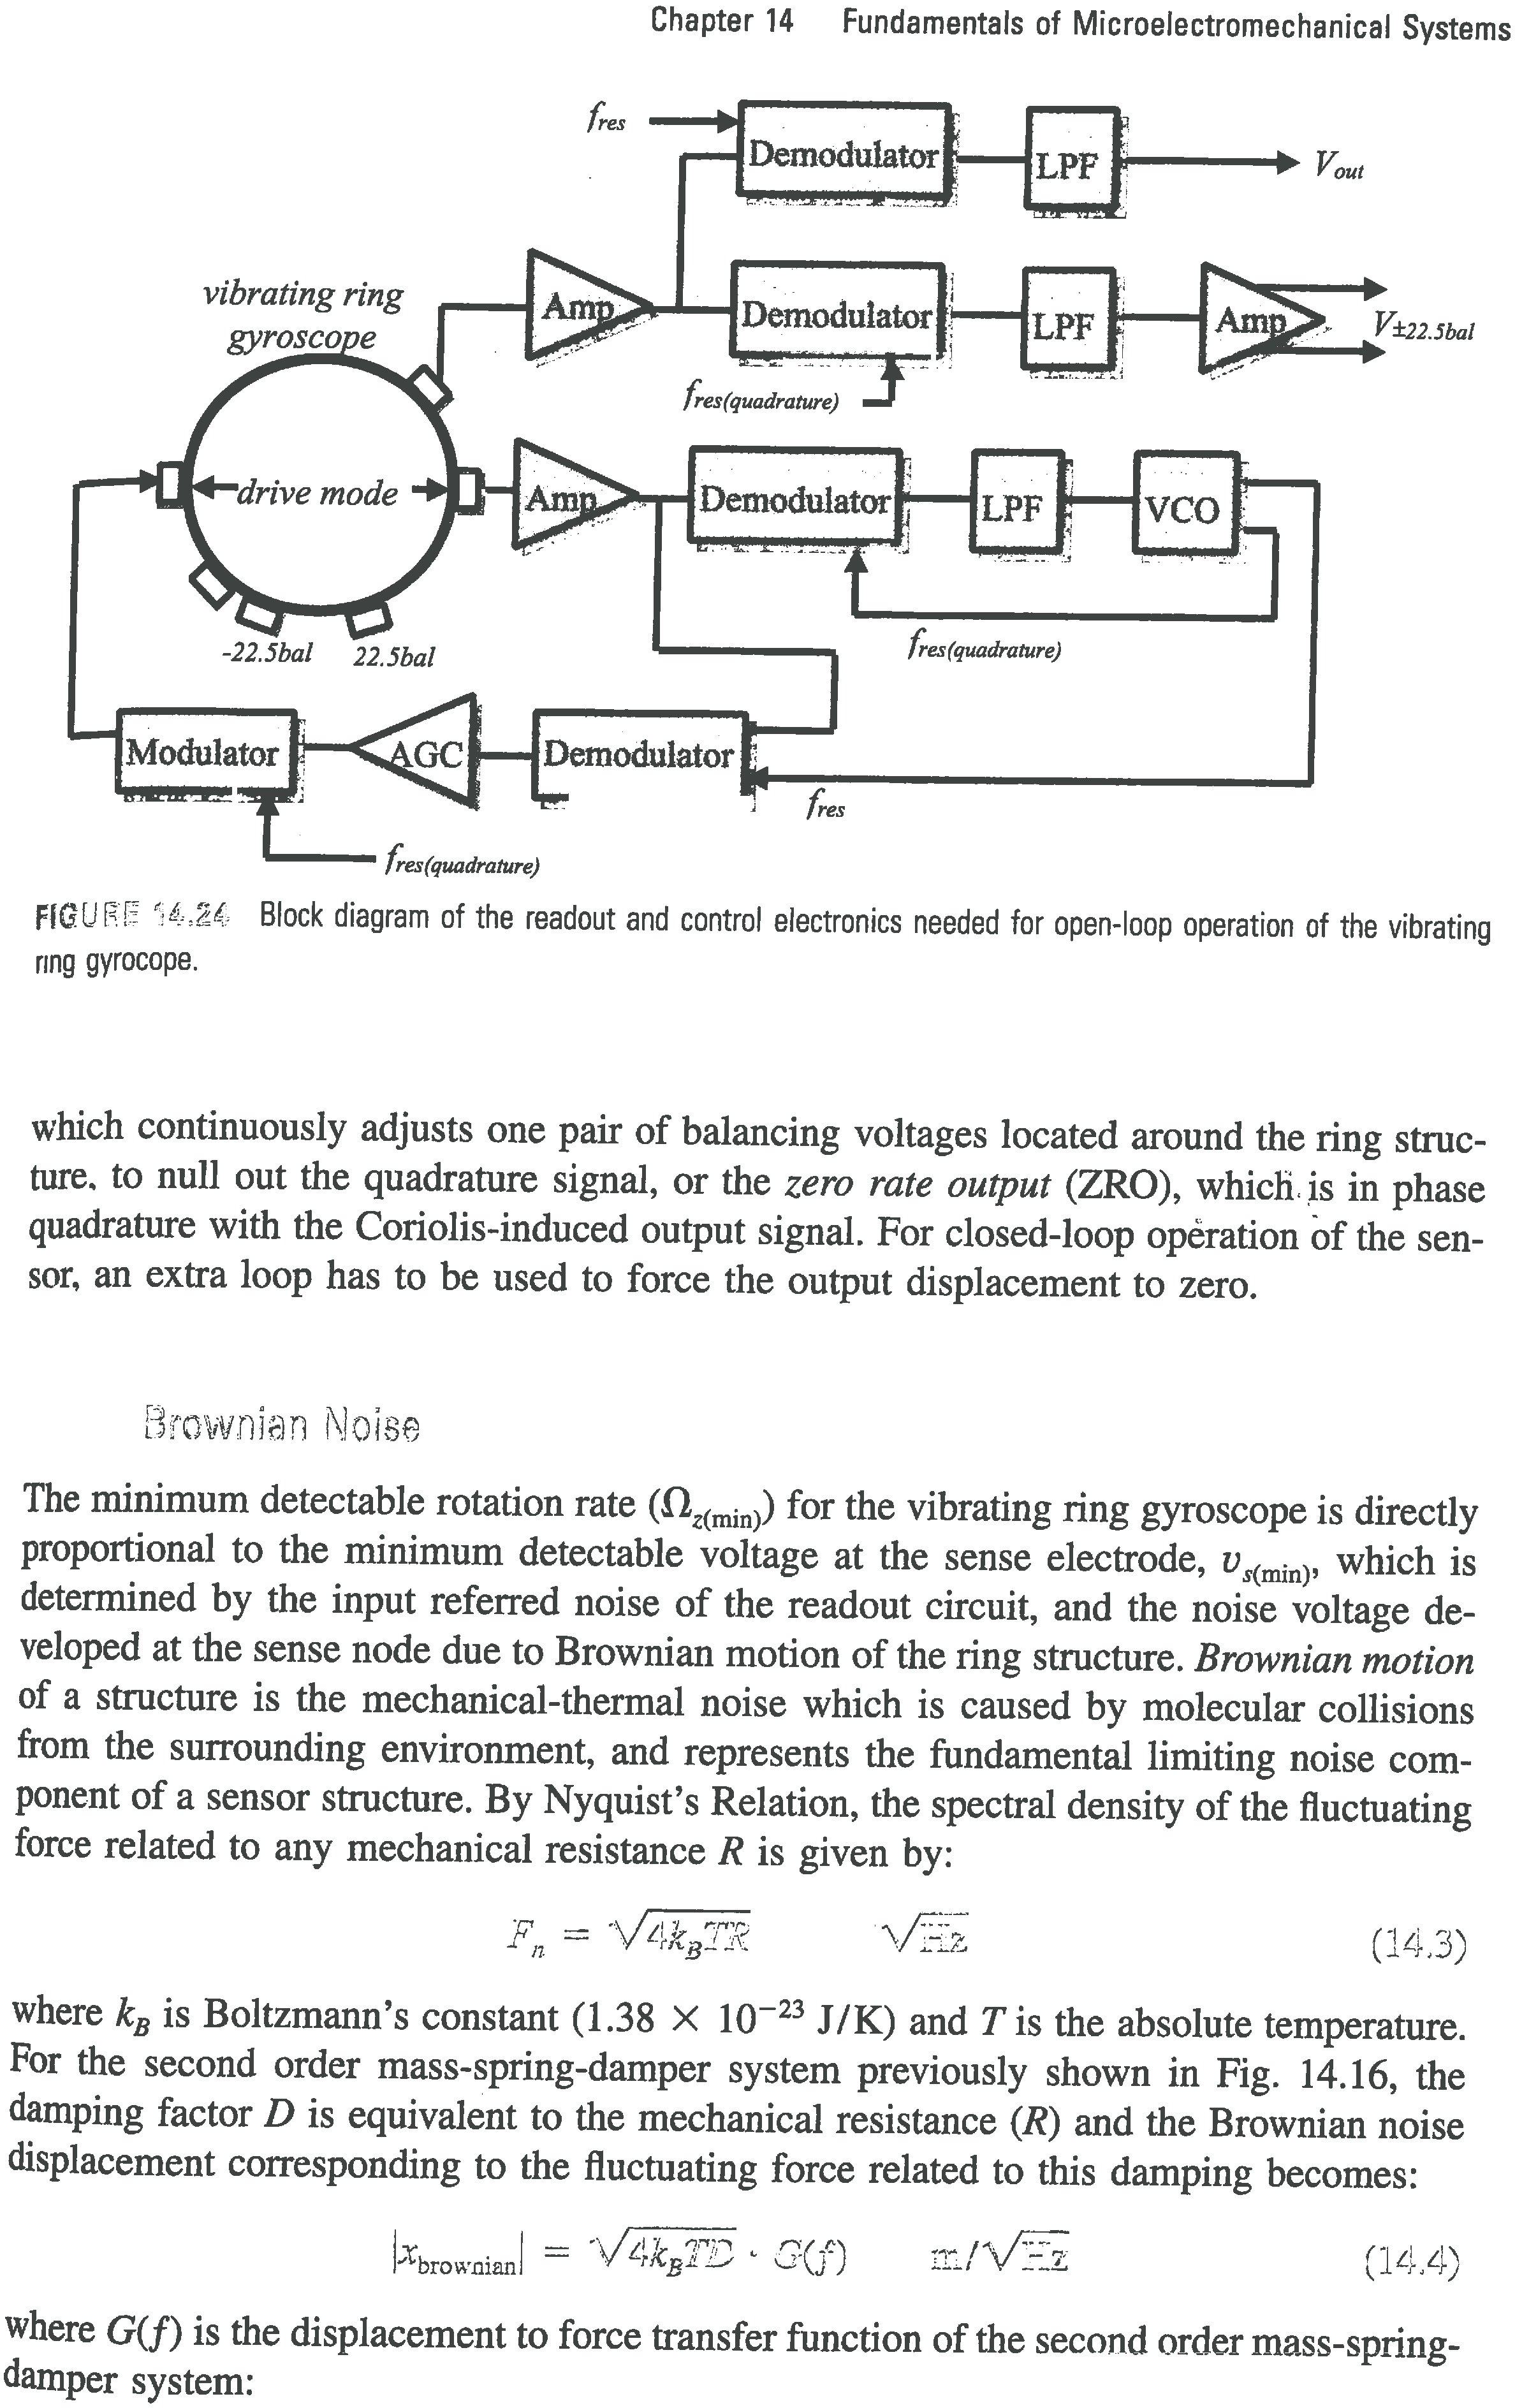 Chapter 14 Fundamentals of Microelectromechanical Systems
f_res
Demodulator
LPF
V_out
vibrating ring
gyroscope
Amp
Demodulator
LPF
Amp
V_±22.5bal
f_res(quadrature)
drive mode
Amp
Demodulator
LPF
VCO
f_res(quadrature)
-22.5bal 22.5bal
Modulator
AGC
Demodulator
f_res
f_res(quadrature)
FIGURE 14.24 Block diagram of the readout and control electronics needed for open-loop operation of the vibrating
ring gyrocope.
which continuously adjusts one pair of balancing voltages located around the ring struc-
ture, to null out the quadrature signal, or the zero rate output (ZRO), which is in phase
quadrature with the Coriolis-induced output signal. For closed-loop operation of the sen-
sor, an extra loop has to be used to force the output displacement to zero.
Brownian Noise
The minimum detectable rotation rate (Ω_z(min)) for the vibrating ring gyroscope is directly
proportional to the minimum detectable voltage at the sense electrode, v_s(min), which is
determined by the input referred noise of the readout circuit, and the noise voltage de-
veloped at the sense node due to Brownian motion of the ring structure. Brownian motion
of a structure is the mechanical-thermal noise which is caused by molecular collisions
from the surrounding environment, and represents the fundamental limiting noise com-
ponent of a sensor structure. By Nyquist's Relation, the spectral density of the fluctuating
force related to any mechanical resistance R is given by:
F_n = √4k_BTR √Hz (14.3)
where k_B is Boltzmann's constant (1.38 × 10⁻²³ J/K) and T is the absolute temperature.
For the second order mass-spring-damper system previously shown in Fig. 14.16, the
damping factor D is equivalent to the mechanical resistance (R) and the Brownian noise
displacement corresponding to the fluctuating force related to this damping becomes:
|x_brownian| = √4k_BTD · G(f) m/√Hz (14.4)
where G(f) is the displacement to force transfer function of the second order mass-spring-
damper system: